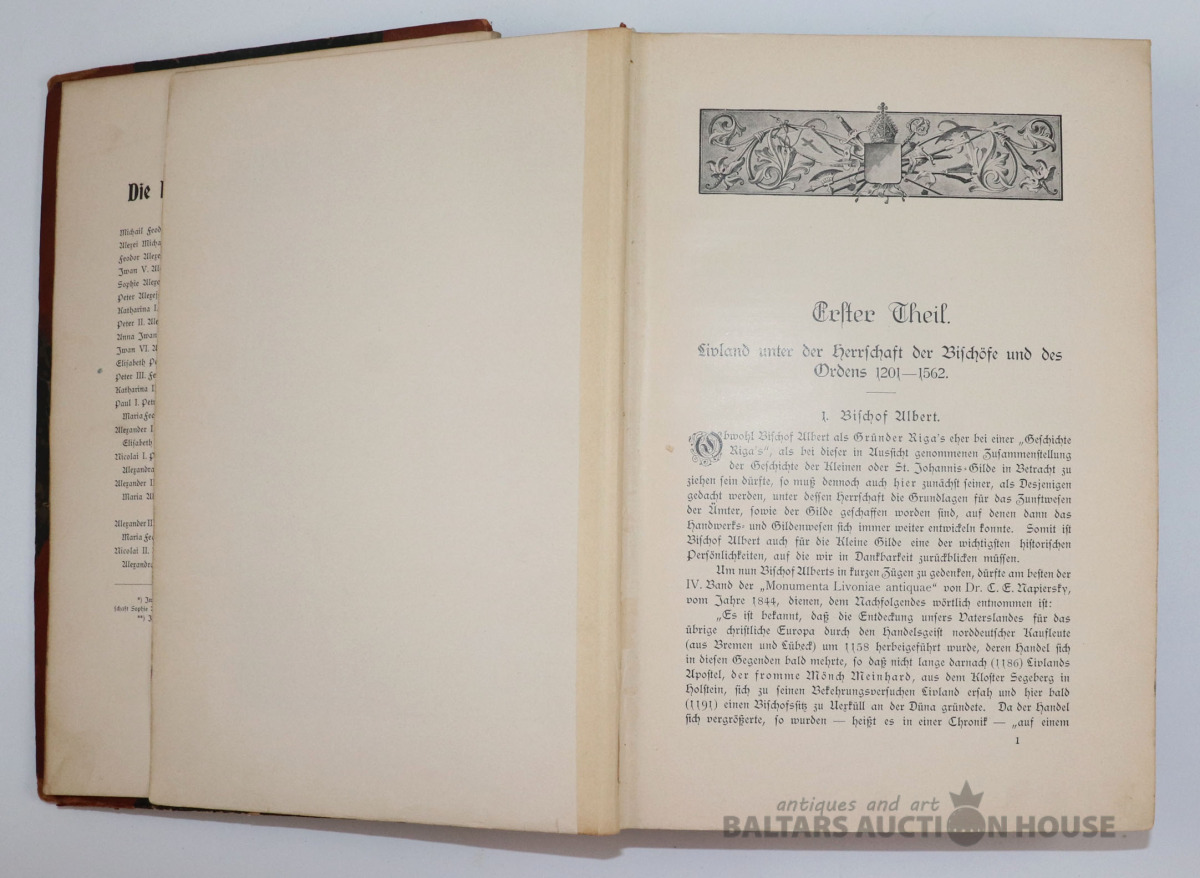 Die
Michail Feod
Alexei Micha
Feodor Alexe
Iwan V. Al
Sophie Alexe
Peter Alexej
Katharina I.
Peter II. Ale
Anna Iwan
Iwan VI. A
Elisabeth Pe
Peter III. Fe
Katharina I
Paul I. Petr
Maria Feo
Alexander I
Elisabeth
Nicolai I. P
Alexandra
Alexander I
Maria Al
Alexander II
Maria Feo
Nicolai II.
Alexandra
*) In
schaft Sophie
**) I
Erster Theil.
Livland unter der Herrschaft der Bischöfe und des
Ordens 1201—1562.
1. Bischof Albert.
Obwohl Bischof Albert als Gründer Riga's eher bei einer „Geschichte
Riga's“, als bei dieser in Aussicht genommenen Zusammenstellung
der Geschichte der Kleinen oder St. Johannis-Gilde in Betracht zu
ziehen sein dürfte, so muß dennoch auch hier zunächst seiner, als Desjenigen
gedacht werden, unter dessen Herrschaft die Grundlagen für das Zunftwesen
der Ämter, sowie der Gilde geschaffen worden sind, auf denen dann das
Handwerks- und Gildenwesen sich immer weiter entwickeln konnte. Somit ist
Bischof Albert auch für die Kleine Gilde eine der wichtigsten historischen
Persönlichkeiten, auf die wir in Dankbarkeit zurückblicken müssen.
Um nun Bischof Alberts in kurzen Zügen zu gedenken, dürfte am besten der
IV. Band der „Monumenta Livoniae antiquae“ von Dr. C. E. Napiersky,
vom Jahre 1844, dienen, dem Nachfolgendes wörtlich entnommen ist:
„Es ist bekannt, daß die Entdeckung unsers Vaterslandes für das
übrige christliche Europa durch den Handelsgeist norddeutscher Kaufleute
(aus Bremen und Lübeck) um 1158 herbeigeführt wurde, deren Handel sich
in diesen Gegenden bald mehrte, so daß nicht lange darnach (1186) Livlands
Apostel, der fromme Mönch Meinhard, aus dem Kloster Segeberg in
Holstein, sich zu seinen Bekehrungsversuchen Livland ersah und hier bald
(1191) einen Bischofssitz zu Uexküll an der Düna gründete. Da der Handel
sich vergrößerte, so wurden — heißt es in einer Chronik — „auf einem
1
antiques and art
BALTARS AUCTION HOUSE